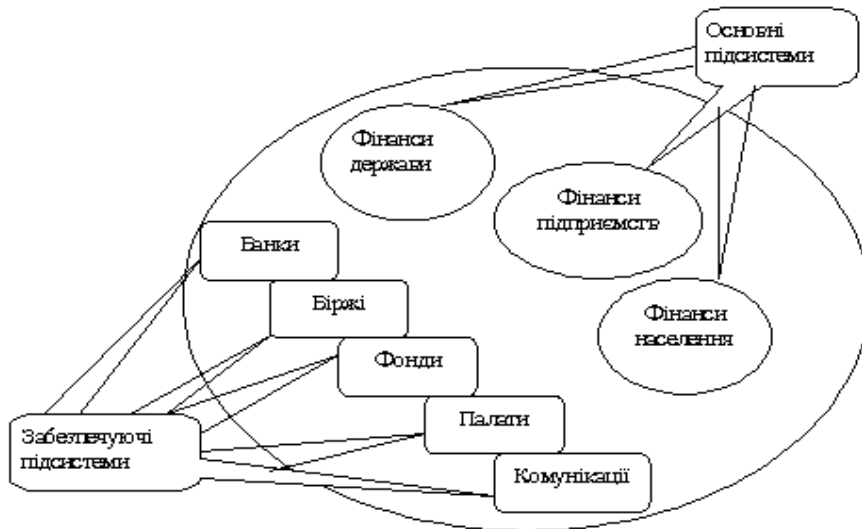 Основні
підсистеми
Фінанси
держави
Фінанси
підприємств
Банки
Біржі
Фінанси
населення
Фонди
Палати
Забезпечуючі
підсистеми
Комунікації